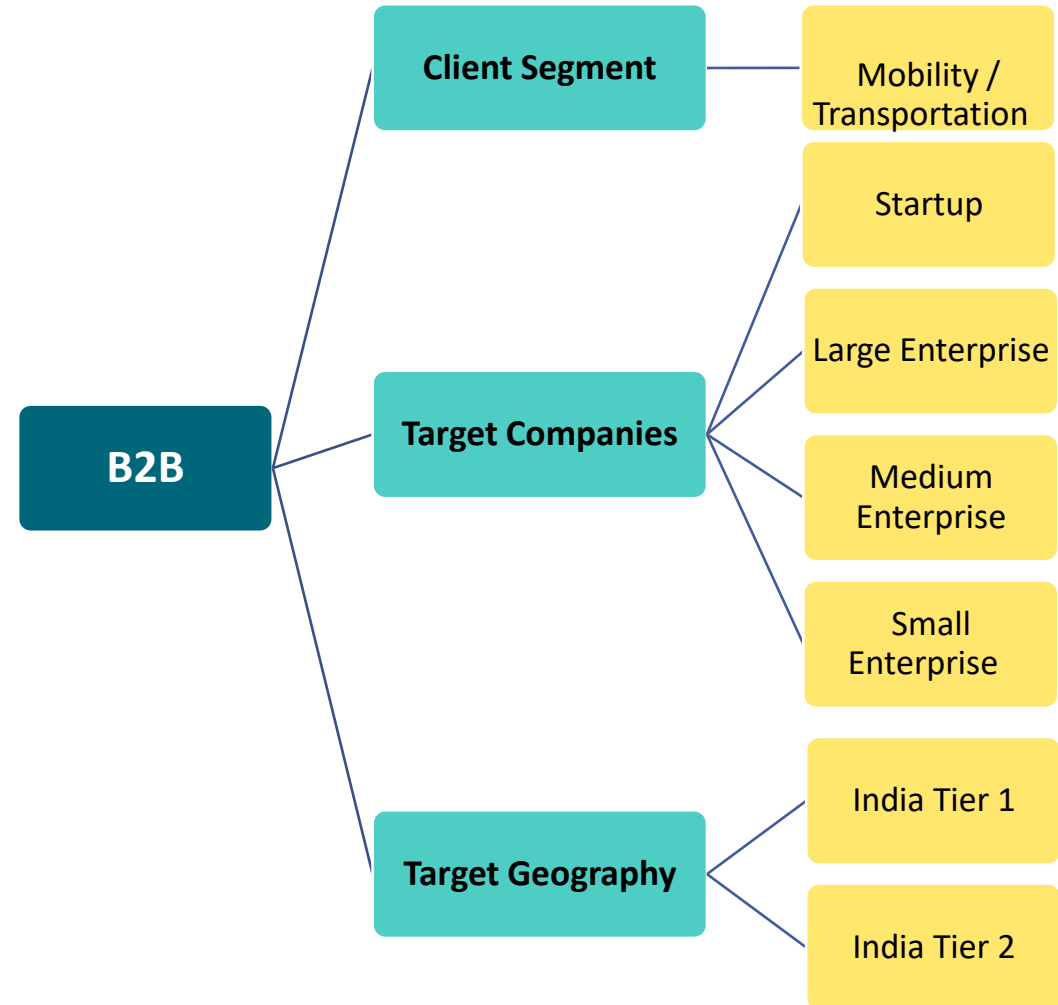 B2B
Client Segment
Mobility /
Transportation
Target Companies
Startup
Large Enterprise
Medium
Enterprise
Small
Enterprise
Target Geography
India Tier 1
India Tier 2